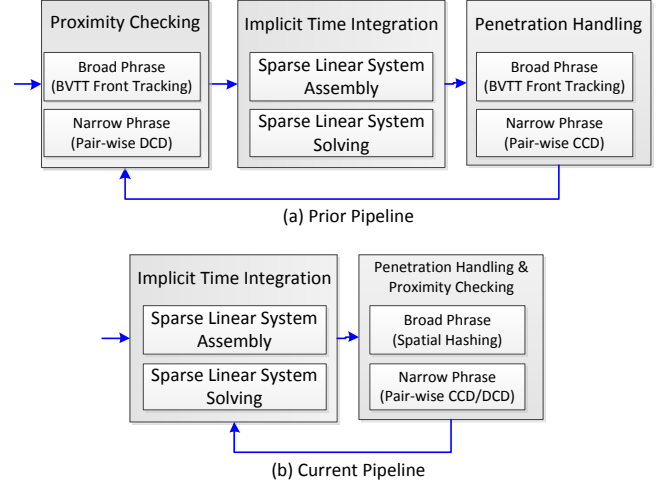 Proximity Checking
Broad Phrase
(BVTT Front Tracking)
Narrow Phrase
(Pair-wise DCD)
Implicit Time Integration
Sparse Linear System
Assembly
Sparse Linear System
Solving
Penetration Handling
Broad Phrase
(BVTT Front Tracking)
Narrow Phrase
(Pair-wise CCD)
(a) Prior Pipeline
Implicit Time Integration
Sparse Linear System
Assembly
Sparse Linear System
Solving
Penetration Handling &
Proximity Checking
Broad Phrase
(Spatial Hashing)
Narrow Phrase
(Pair-wise CCD/DCD)
(b) Current Pipeline